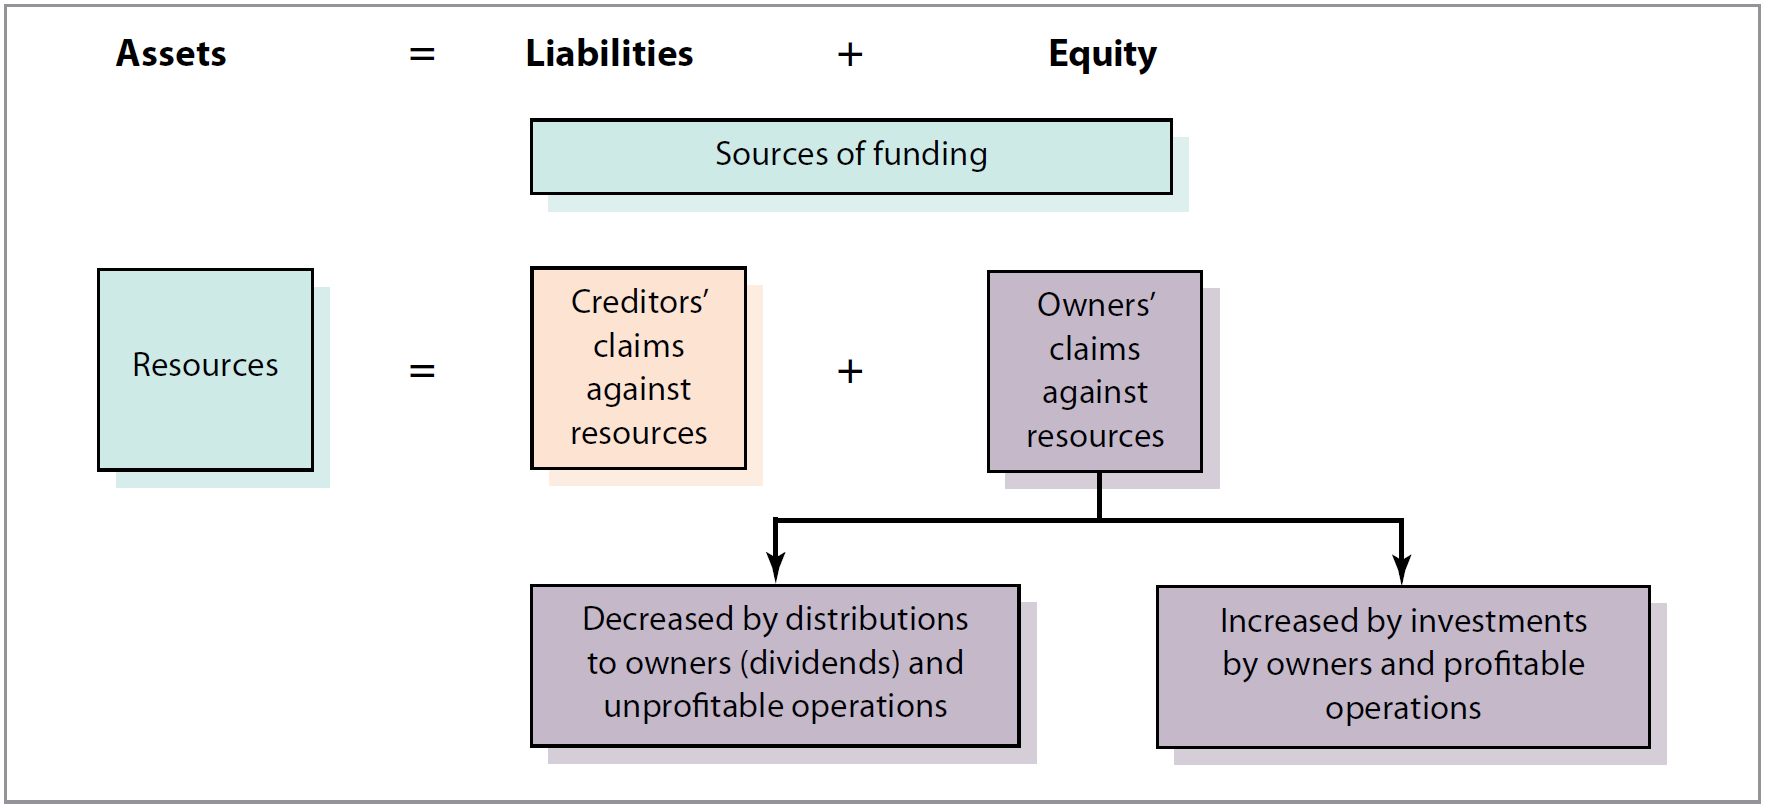 Assets = Liabilities + Equity
Sources of funding
Resources
=
Creditors’
claims
against
resources
+
Owners’
claims
against
resources
Decreased by distributions
to owners (dividends) and
unprofitable operations
Increased by investments
by owners and profitable
operations